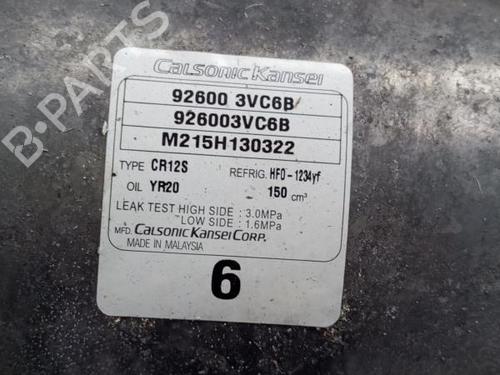 Calsonic Kansei
92600 3VC6B
926003VC6B
M215H130322
TYPE CR12S REFRIG. HFO-1234yf
OIL YR20 150 cm³
LEAK TEST HIGH SIDE : 3.0MPa
LOW SIDE : 1.6MPa
MFD. CALSONIC KANSEI CORP.
MADE IN MALAYSIA
6
B-PARTS